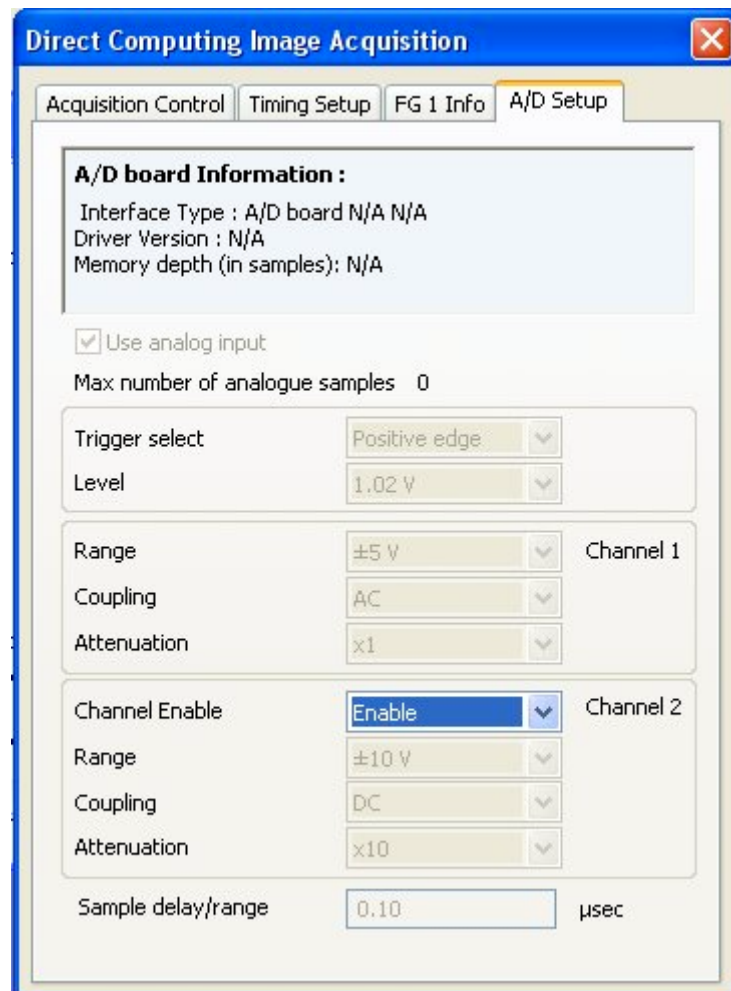 Direct Computing Image Acquisition
Acquisition Control Timing Setup FG 1 Info A/D Setup
A/D board Information :
Interface Type : A/D board N/A N/A
Driver Version : N/A
Memory depth (in samples): N/A
Use analog input
Max number of analogue samples 0
Trigger select Positive edge
Level 1.02 V
Range ±5 V Channel 1
Coupling AC
Attenuation x1
Channel Enable Enable Channel 2
Range ±10 V
Coupling DC
Attenuation x10
Sample delay/range 0.10 µsec